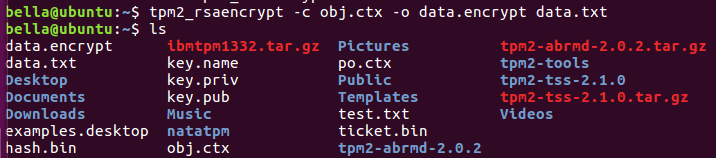 bella@ubuntu:~$ tpm2_rsaencrypt -c obj.ctx -o data.encrypt data.txt
bella@ubuntu:~$ ls
data.encrypt ibmtpm1332.tar.gz Pictures tpm2-abrmd-2.0.2.tar.gz
data.txt key.name po.ctx tpm2-tools
Desktop key.priv Public tpm2-tss-2.1.0
Documents key.pub Templates tpm2-tss-2.1.0.tar.gz
Downloads Music test.txt Videos
examples.desktop natatpm ticket.bin
hash.bin obj.ctx tpm2-abrmd-2.0.2